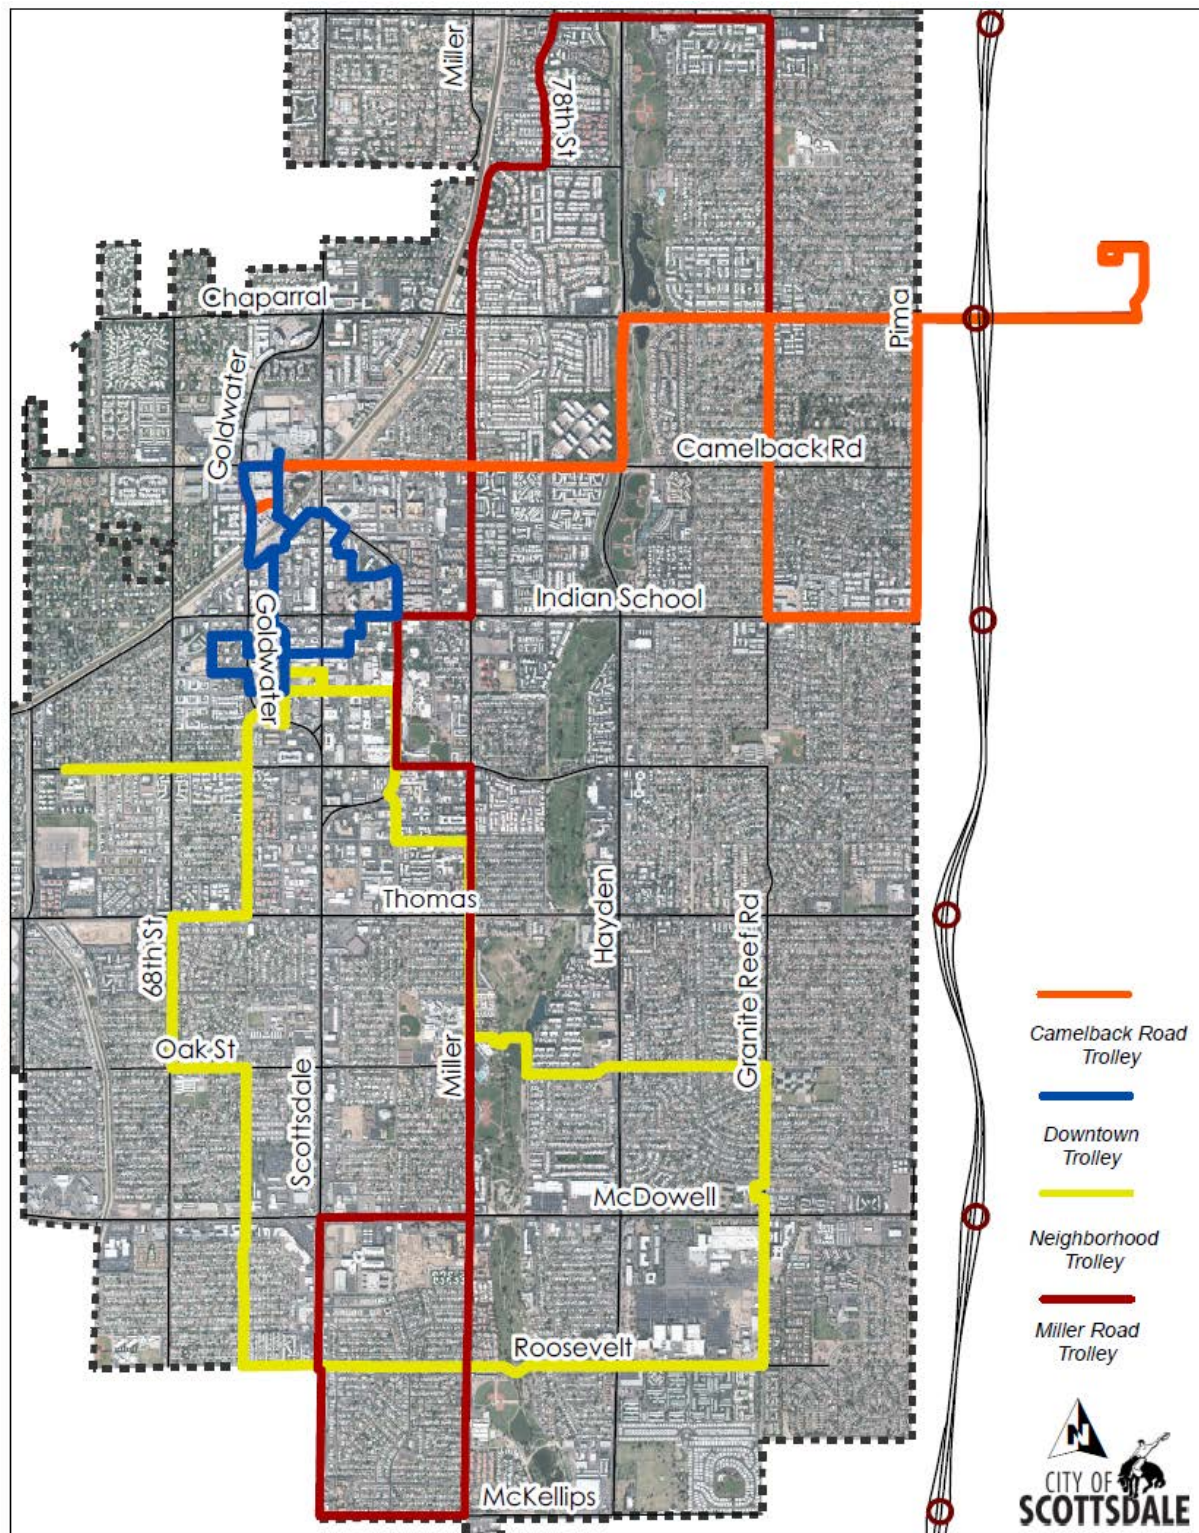 Miller
78th St
Chaparral
Pima
Goldwater
Camelback Rd
Indian School
Goldwater
Thomas
Hayden
Granite Reef Rd
68th St
Oak St
Scottsdale
Miller
McDowell
Roosevelt
McKellips
Camelback Road
Trolley
Downtown
Trolley
Neighborhood
Trolley
Miller Road
Trolley
N
CITY OF
SCOTTSDALE